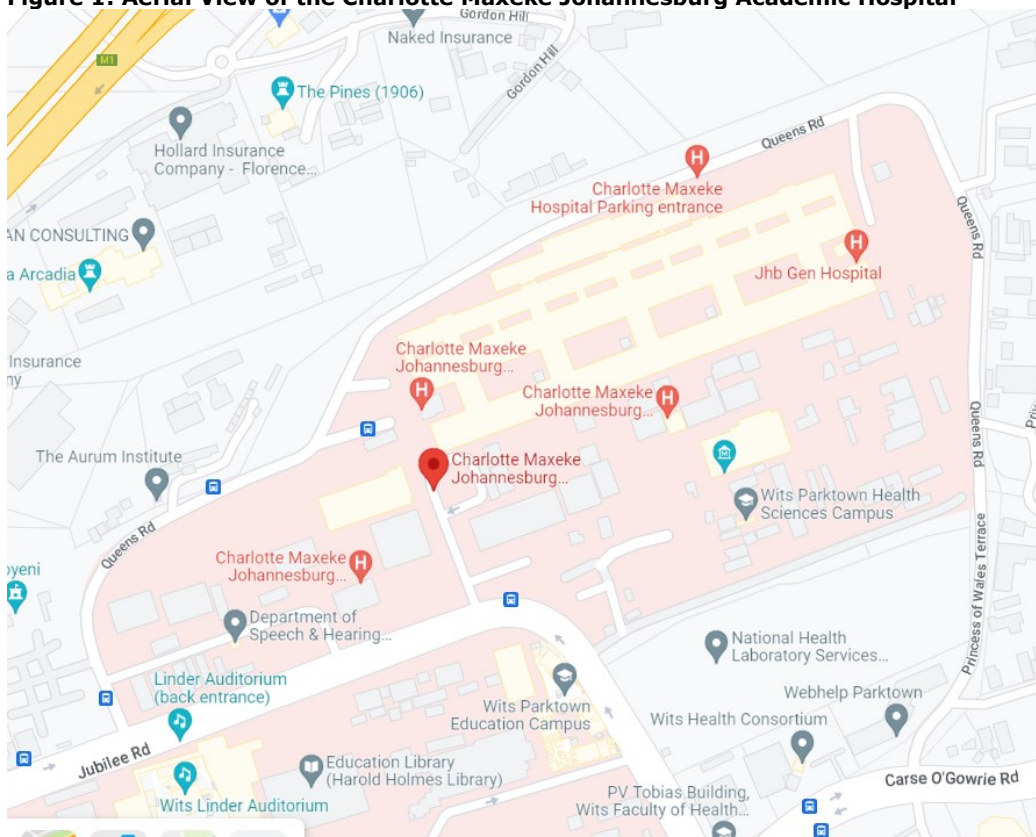 Figure 1: Aerial View of the Charlotte Maxeke Johannesburg Academic Hospital
Gordon Hill
Naked Insurance
M1
The Pines (1906)
Gordon Hill
Hollard Insurance
Company - Florence...
Queens Rd
Charlotte Maxeke
Hospital Parking entrance
Queens Rd
AN CONSULTING
H
a Arcadia
H
Jhb Gen Hospital
Insurance
ny
Charlotte Maxeke
Johannesburg...
H
Charlotte Maxeke
Johannesburg...
H
Queens Rd
Pri
The Aurum Institute
Charlotte Maxeke
Johannesburg...
Wits Parktown Health
Sciences Campus
Queens Rd
oyeni
Charlotte Maxeke
Johannesburg...
H
Princess of Wales Terrace
Department of
Speech & Hearing...
National Health
Laboratory Services...
Linder Auditorium
(back entrance)
Wits Parktown
Education Campus
Webhelp Parktown
Wits Health Consortium
Jubilee Rd
Education Library
(Harold Holmes Library)
Carse O'Gowrie Rd
Wits Linder Auditorium
PV Tobias Building,
Wits Faculty of Health...